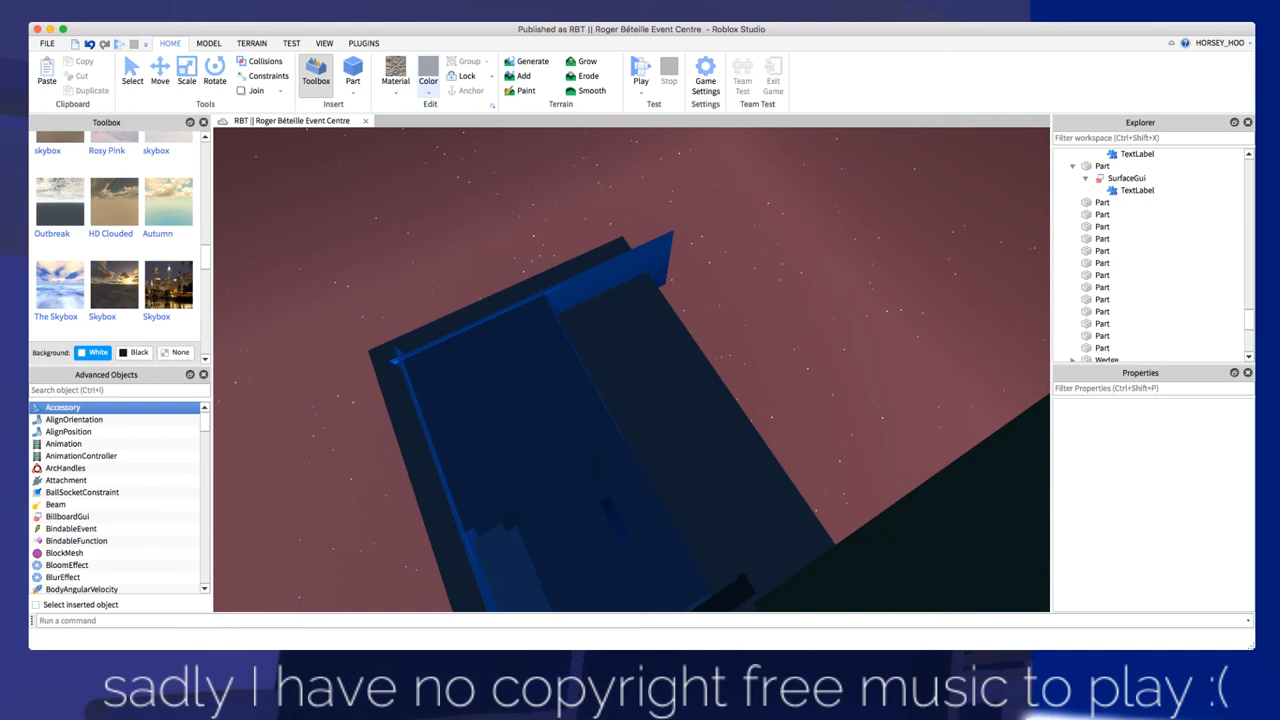 Published as RBT || Roger Béteille Event Centre - Roblox Studio
FILE HOME MODEL TERRAIN TEST VIEW PLUGINS HORSEY_HOO
Paste Copy Cut Duplicate Clipboard
Select Move Scale Rotate Collisions Constraints Join Tools
Toolbox Part Insert
Material Color Group Lock Anchor Edit
Generate Add Paint Grow Erode Smooth Terrain
Play Stop Test
Game Settings Settings
Team Test Exit Game Team Test
Toolbox
RBT || Roger Béteille Event Centre
Explorer
Filter workspace (Ctrl+Shift+X)
skybox Rosy Pink skybox
Outbreak HD Clouded Autumn
The Skybox Skybox Skybox
Background: White Black None
Advanced Objects
Search object (Ctrl+I)
Accessory
AlignOrientation
AlignPosition
Animation
AnimationController
ArcHandles
Attachment
BallSocketConstraint
Beam
BillboardGui
BindableEvent
BindableFunction
BlockMesh
BloomEffect
BlurEffect
BodyAngularVelocity
Select inserted object
Run a command
TextLabel
Part
SurfaceGui
TextLabel
Part
Part
Part
Part
Part
Part
Part
Part
Part
Part
Part
Part
Part
Wedge
Properties
Filter Properties (Ctrl+Shift+P)
sadly I have no copyright free music to play :(